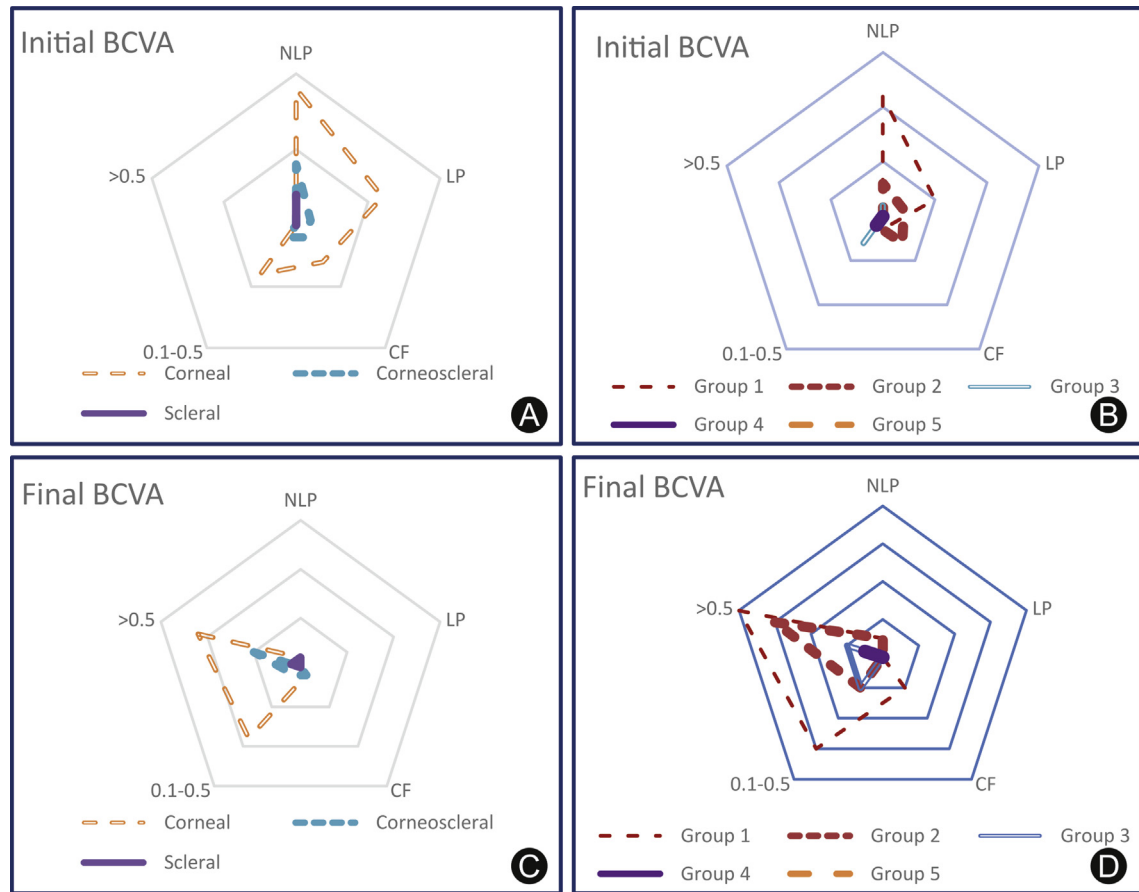 Initial BCVA
NLP
>0.5
LP
0.1-0.5
CF
Corneal
Corneoscleral
Scleral
A
Initial BCVA
NLP
>0.5
LP
0.1-0.5
CF
Group 1
Group 2
Group 3
Group 4
Group 5
B
Final BCVA
NLP
>0.5
LP
0.1-0.5
CF
Corneal
Corneoscleral
Scleral
C
Final BCVA
NLP
>0.5
LP
0.1-0.5
CF
Group 1
Group 2
Group 3
Group 4
Group 5
D